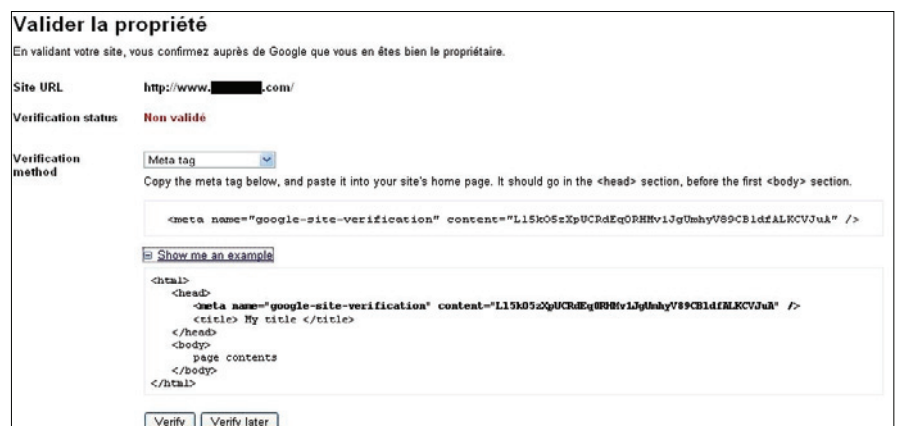 Valider la propriété
En validant votre site, vous confirmez auprès de Google que vous en êtes bien le propriétaire.
Site URL http://www. .com/
Verification status Non validé
Verification method Meta tag
Copy the meta tag below, and paste it into your site's home page. It should go in the <head> section, before the first <body> section.
<meta name="google-site-verification" content="L15kO5zXpUCRdEqORHMv1JgUmhyV89CB1dfALKCVJuA" />
Show me an example
<html>
<head>
<meta name="google-site-verification" content="L15kO5zXpUCRdEqORHMv1JgUmhyV89CB1dfALKCVJuA" />
<title> My title </title>
</head>
<body>
page contents
</body>
</html>
Verify Verify later